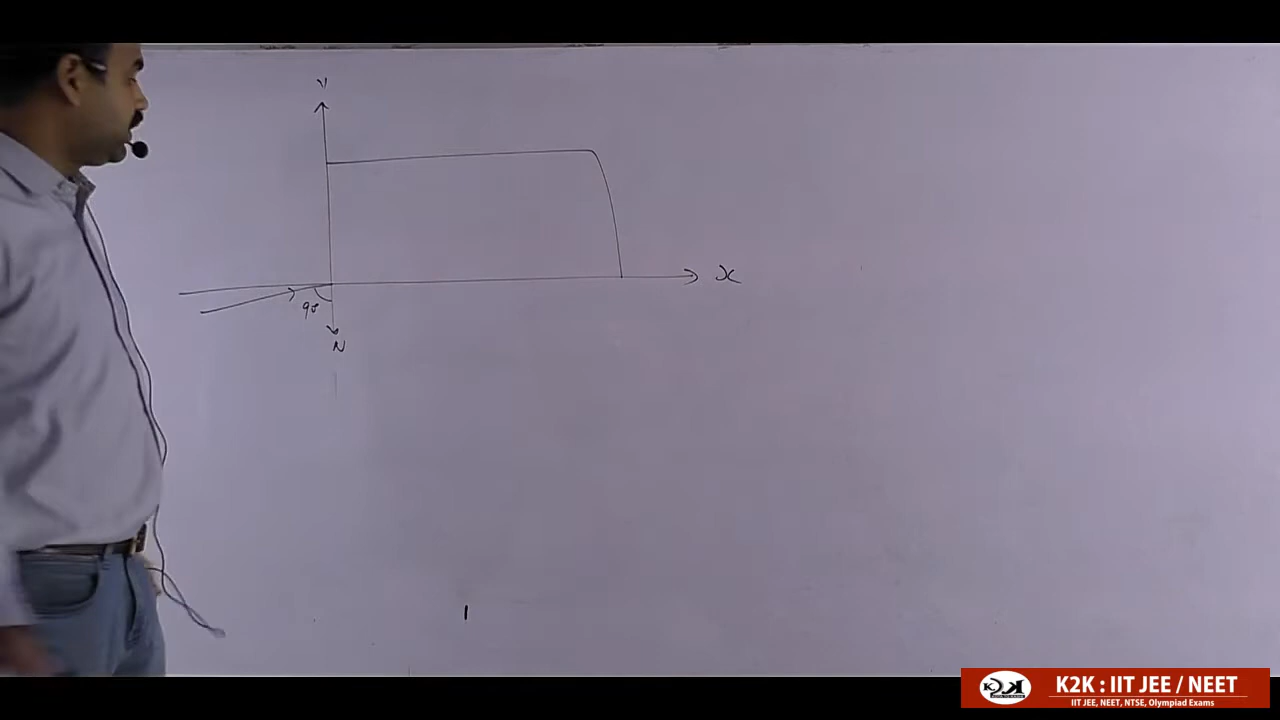 y
x
90
N
K2K : IIT JEE / NEET
IIT JEE, NEET, NTSE, Olympiad Exams